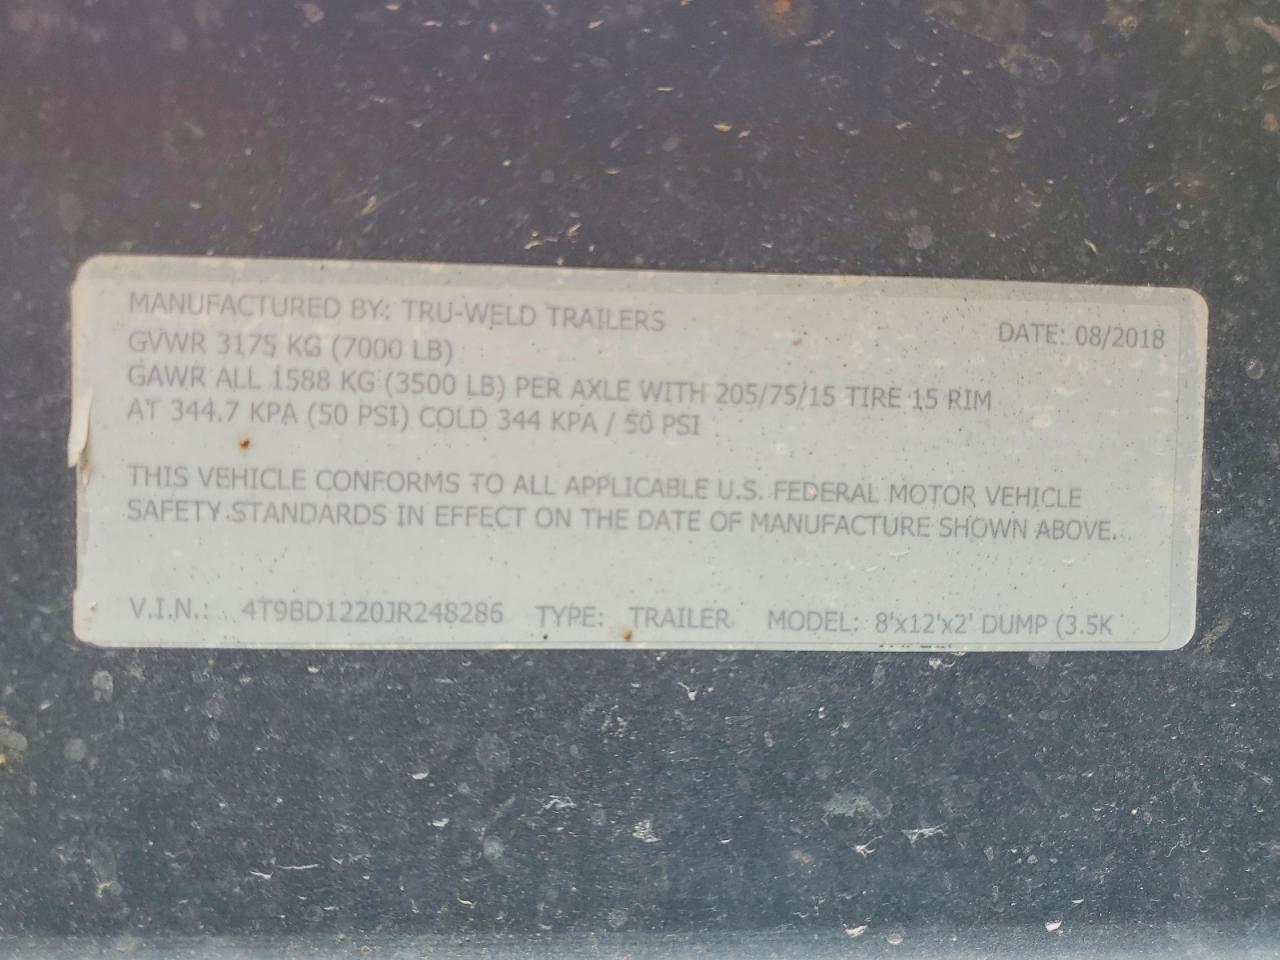 MANUFACTURED BY: TRU-WELD TRAILERS
DATE: 08/2018
GVWR 3175 KG (7000 LB)
GAWR ALL 1588 KG (3500 LB) PER AXLE WITH 205/75/15 TIRE 15 RIM
AT 344.7 KPA (50 PSI) COLD 344 KPA / 50 PSI
THIS VEHICLE CONFORMS TO ALL APPLICABLE U.S. FEDERAL MOTOR VEHICLE
SAFETY STANDARDS IN EFFECT ON THE DATE OF MANUFACTURE SHOWN ABOVE.
V.I.N.: 4T9BD1220JR248286 TYPE: TRAILER MODEL: 8'x12'x2' DUMP (3.5K